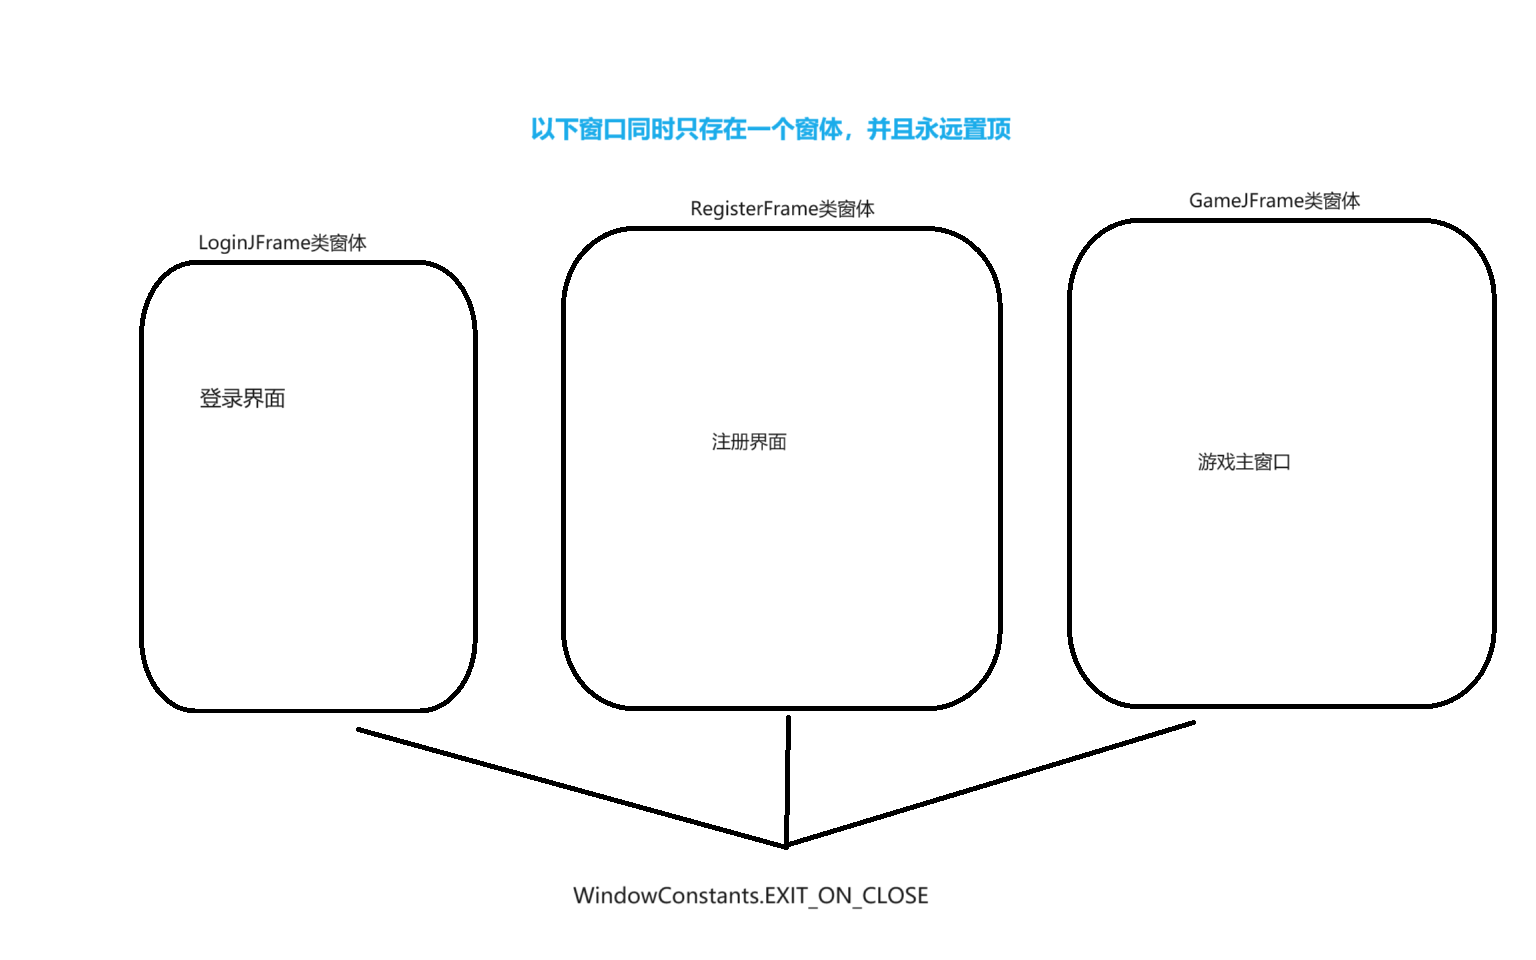 以下窗口同时只存在一个窗体，并且永远置顶
LoginJFrame类窗体
RegisterFrame类窗体
GameJFrame类窗体
登录界面
注册界面
游戏主窗口
WindowConstants.EXIT_ON_CLOSE